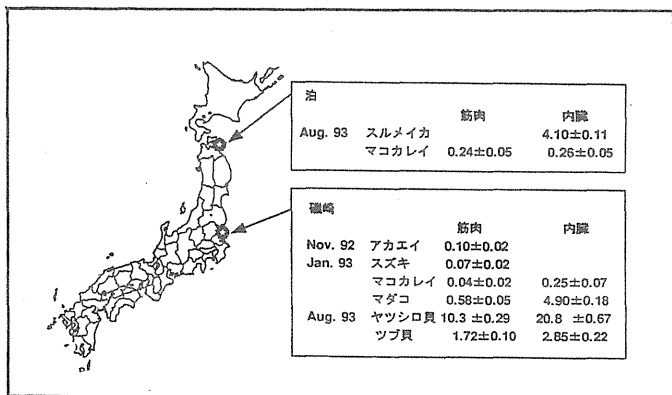 泊
筋肉 内臓
Aug. 93 スルメイカ 4.10±0.11
マコカレイ 0.24±0.05 0.26±0.05
磯崎
筋肉 内臓
Nov. 92 アカエイ 0.10±0.02
Jan. 93 スズキ 0.07±0.02
マコカレイ 0.04±0.02 0.25±0.07
マダコ 0.58±0.05 4.90±0.18
Aug. 93 ヤツシロ貝 10.3 ±0.29 20.8 ±0.67
ツブ貝 1.72±0.10 2.85±0.22